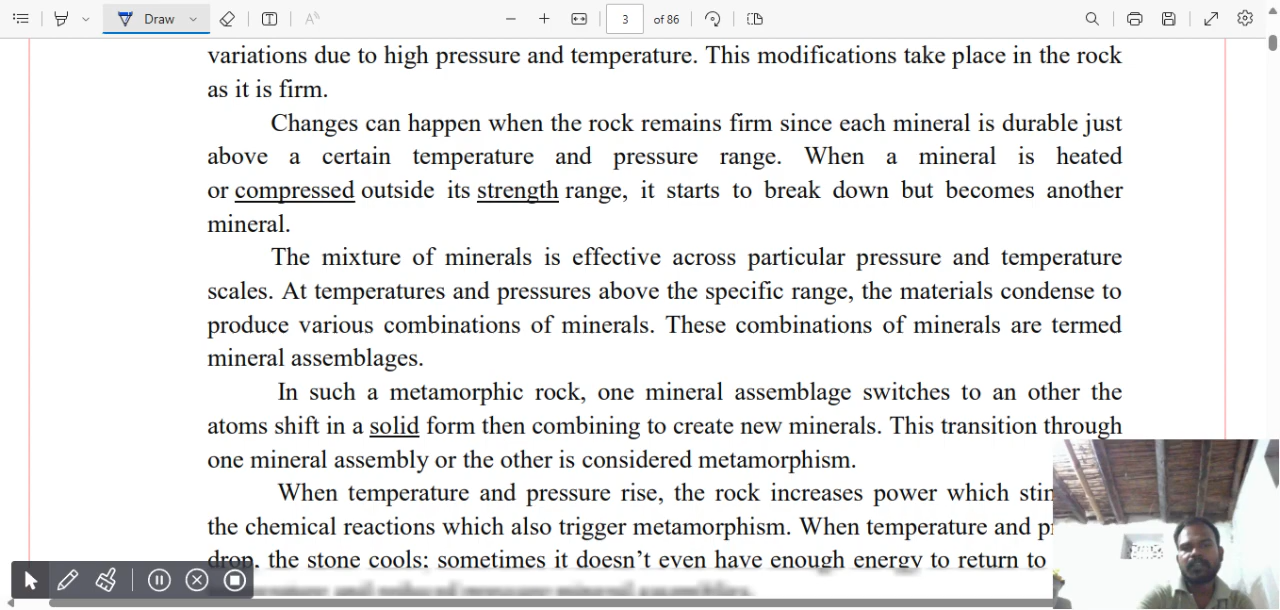 Draw
3 of 86
variations due to high pressure and temperature. This modifications take place in the rock
as it is firm.
Changes can happen when the rock remains firm since each mineral is durable just
above a certain temperature and pressure range. When a mineral is heated
or compressed outside its strength range, it starts to break down but becomes another
mineral.
The mixture of minerals is effective across particular pressure and temperature
scales. At temperatures and pressures above the specific range, the materials condense to
produce various combinations of minerals. These combinations of minerals are termed
mineral assemblages.
In such a metamorphic rock, one mineral assemblage switches to an other the
atoms shift in a solid form then combining to create new minerals. This transition through
one mineral assembly or the other is considered metamorphism.
When temperature and pressure rise, the rock increases power which
the chemical reactions which also trigger metamorphism. When temperature and
drop, the stone cools; sometimes it doesn't even have enough energy to return to